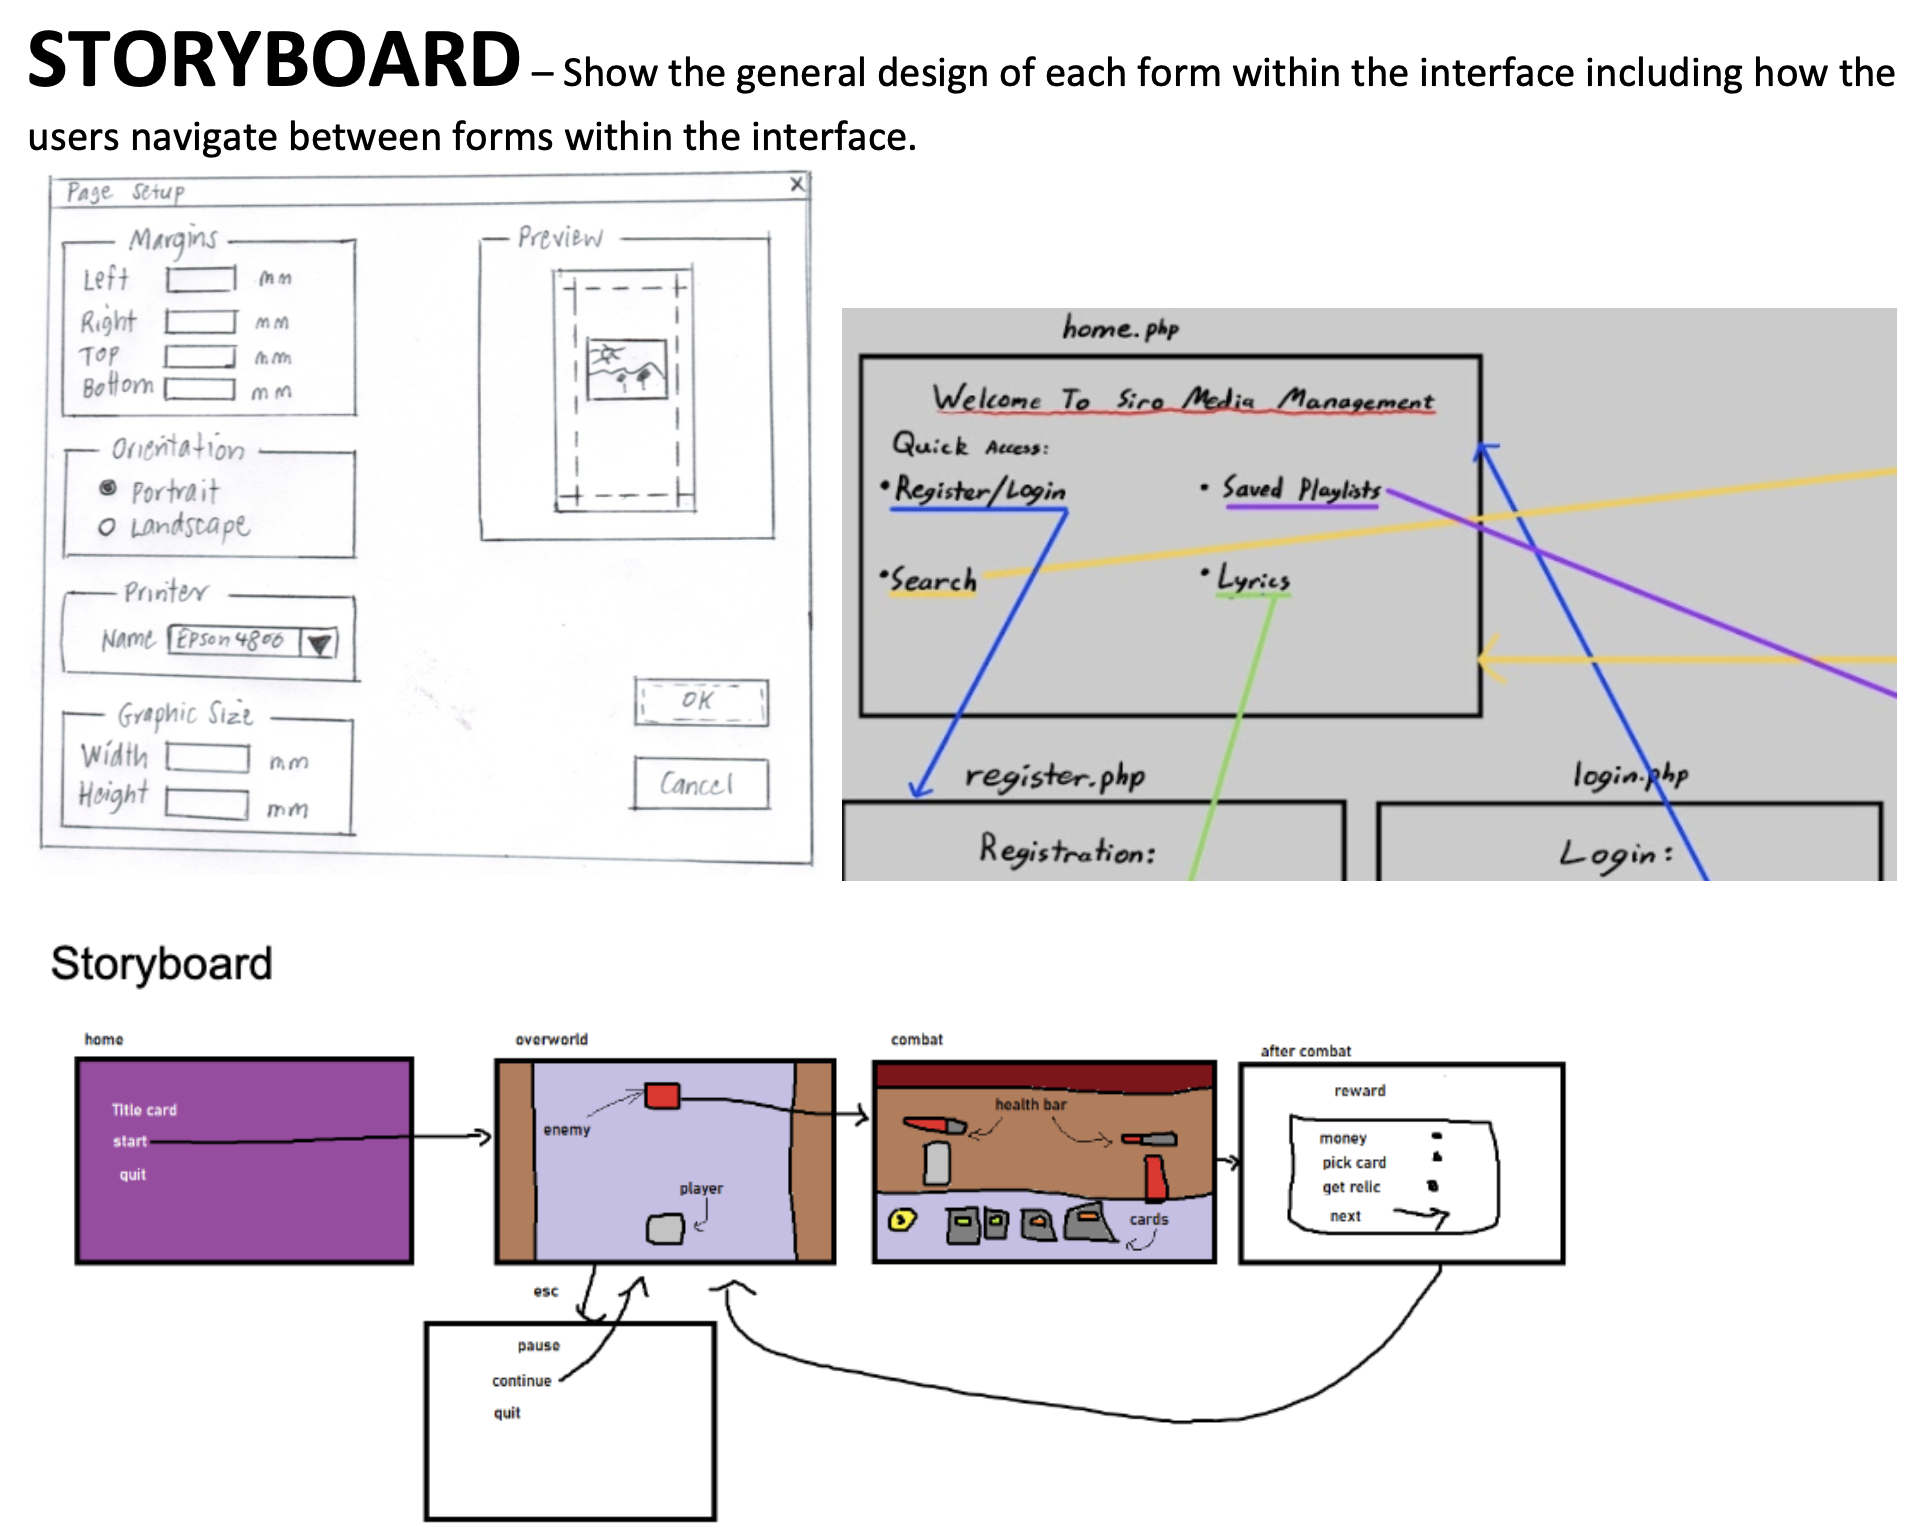 STORYBOARD – Show the general design of each form within the interface including how the
users navigate between forms within the interface.
Page Setup X
Margins
Left mm
Right mm
Top mm
Bottom mm
Orientation
Portrait
Landscape
Printer
Name Epson 4800
Graphic Size
Width mm
Height mm
Preview
OK
Cancel
home.php
Welcome To Siro Media Management
Quick Access:
• Register/Login
• Saved Playlists
• Search
• Lyrics
register.php
Registration:
login.php
Login:
Storyboard
home
Title card
start
quit
overworld
enemy
player
esc
pause
continue
quit
combat
health bar
cards
after combat
reward
money
pick card
get relic
next